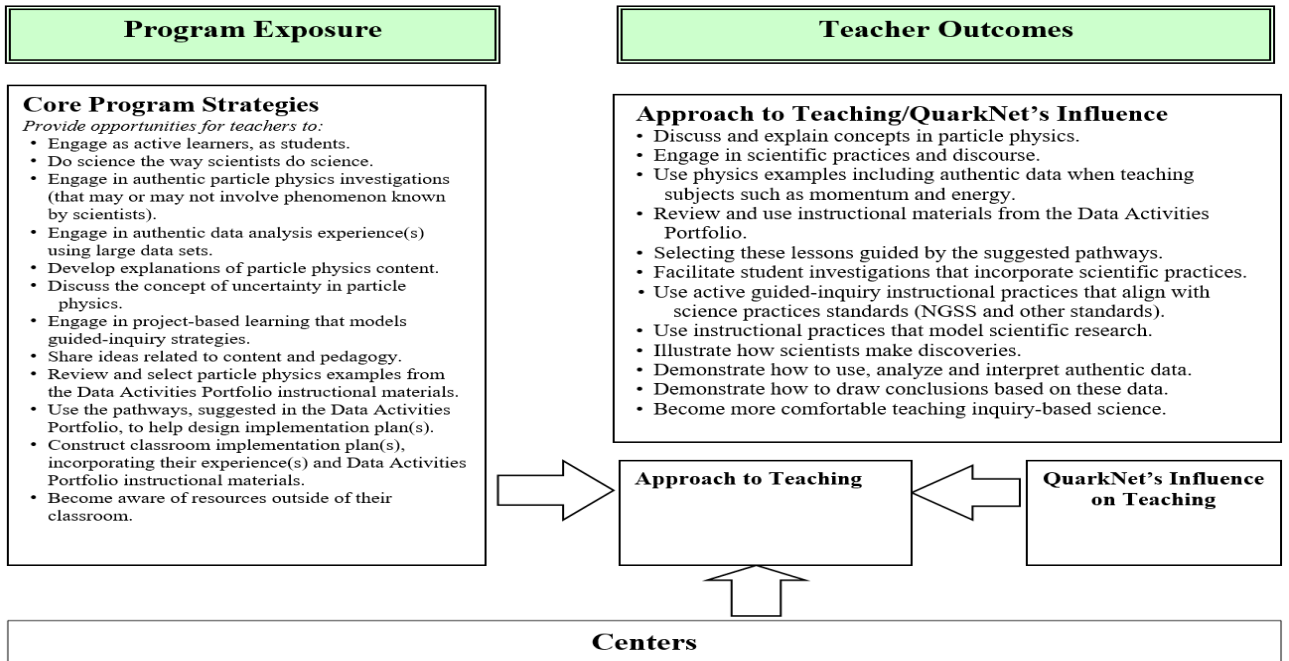 Program Exposure
Teacher Outcomes
Core Program Strategies
Provide opportunities for teachers to:
• Engage as active learners, as students.
• Do science the way scientists do science.
• Engage in authentic particle physics investigations
(that may or may not involve phenomenon known
by scientists).
• Engage in authentic data analysis experience(s)
using large data sets.
• Develop explanations of particle physics content.
• Discuss the concept of uncertainty in particle
physics.
• Engage in project-based learning that models
guided-inquiry strategies.
• Share ideas related to content and pedagogy.
• Review and select particle physics examples from
the Data Activities Portfolio instructional materials.
• Use the pathways, suggested in the Data Activities
Portfolio, to help design implementation plan(s).
• Construct classroom implementation plan(s),
incorporating their experience(s) and Data Activities
Portfolio instructional materials.
• Become aware of resources outside of their
classroom.
Approach to Teaching/QuarkNet's Influence
• Discuss and explain concepts in particle physics.
• Engage in scientific practices and discourse.
• Use physics examples including authentic data when teaching
subjects such as momentum and energy.
• Review and use instructional materials from the Data Activities
Portfolio.
• Selecting these lessons guided by the suggested pathways.
• Facilitate student investigations that incorporate scientific practices.
• Use active guided-inquiry instructional practices that align with
science practices standards (NGSS and other standards).
• Use instructional practices that model scientific research.
• Illustrate how scientists make discoveries.
• Demonstrate how to use, analyze and interpret authentic data.
• Demonstrate how to draw conclusions based on these data.
• Become more comfortable teaching inquiry-based science.
Approach to Teaching
QuarkNet's Influence
on Teaching
Centers